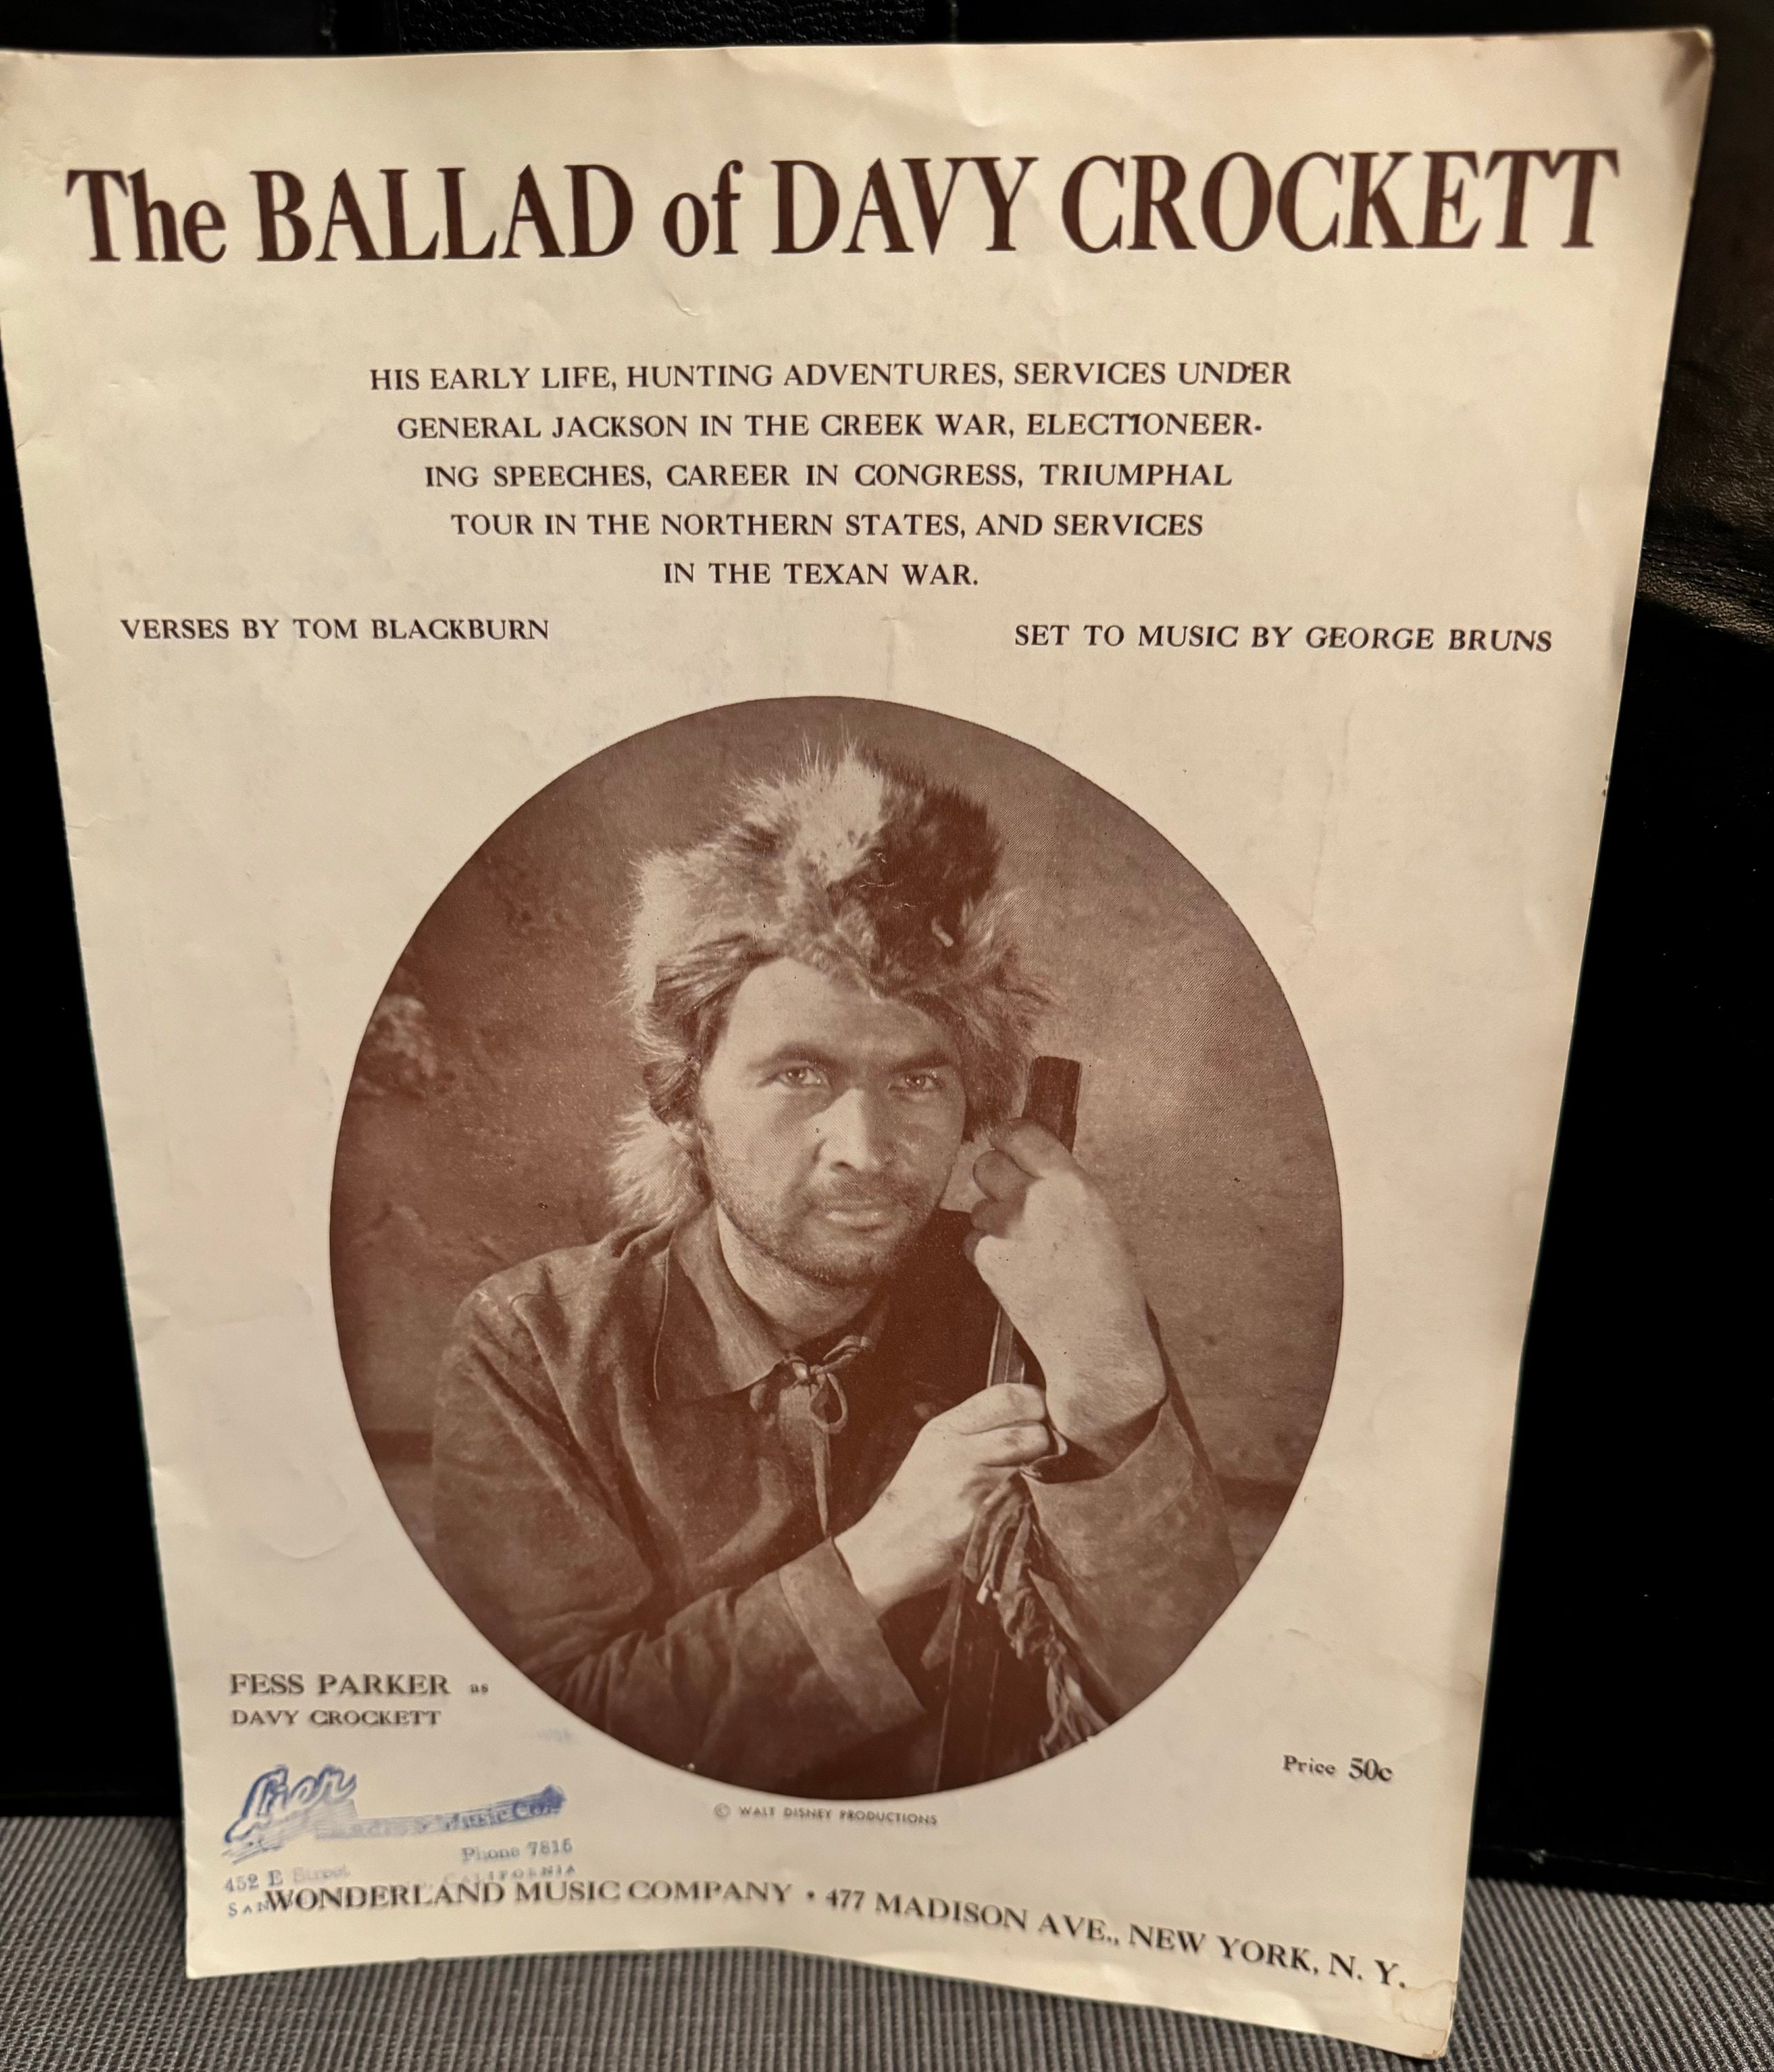 The BALLAD of DAVY CROCKETT
HIS EARLY LIFE, HUNTING ADVENTURES, SERVICES UNDER
GENERAL JACKSON IN THE CREEK WAR, ELECTIONEER-
ING SPEECHES, CAREER IN CONGRESS, TRIUMPHAL
TOUR IN THE NORTHERN STATES, AND SERVICES
IN THE TEXAN WAR.
VERSES BY TOM BLACKBURN
SET TO MUSIC BY GEORGE BRUNS
FESS PARKER as
DAVY CROCKETT
Price 50c
© WALT DISNEY PRODUCTIONS
Music Co.
Phone 7816
452 E Street
SAN CALIFORNIA
WONDERLAND MUSIC COMPANY • 477 MADISON AVE., NEW YORK, N. Y.